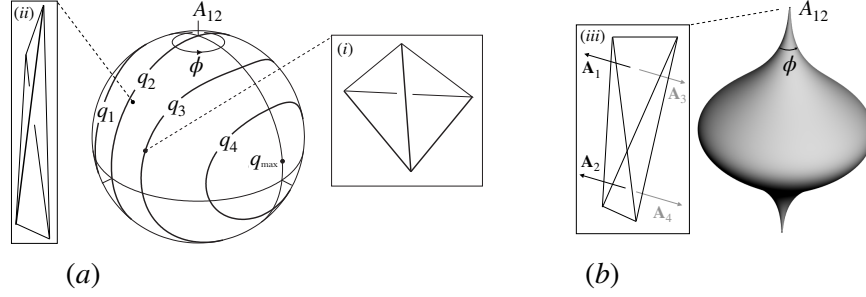 (ii)
A₁₂
ϕ
q₁
q₂
q₃
q₄
qmax
(i)
(a)
(iii)
A₁
A₃
A₂
A₄
A₁₂
ϕ
(b)